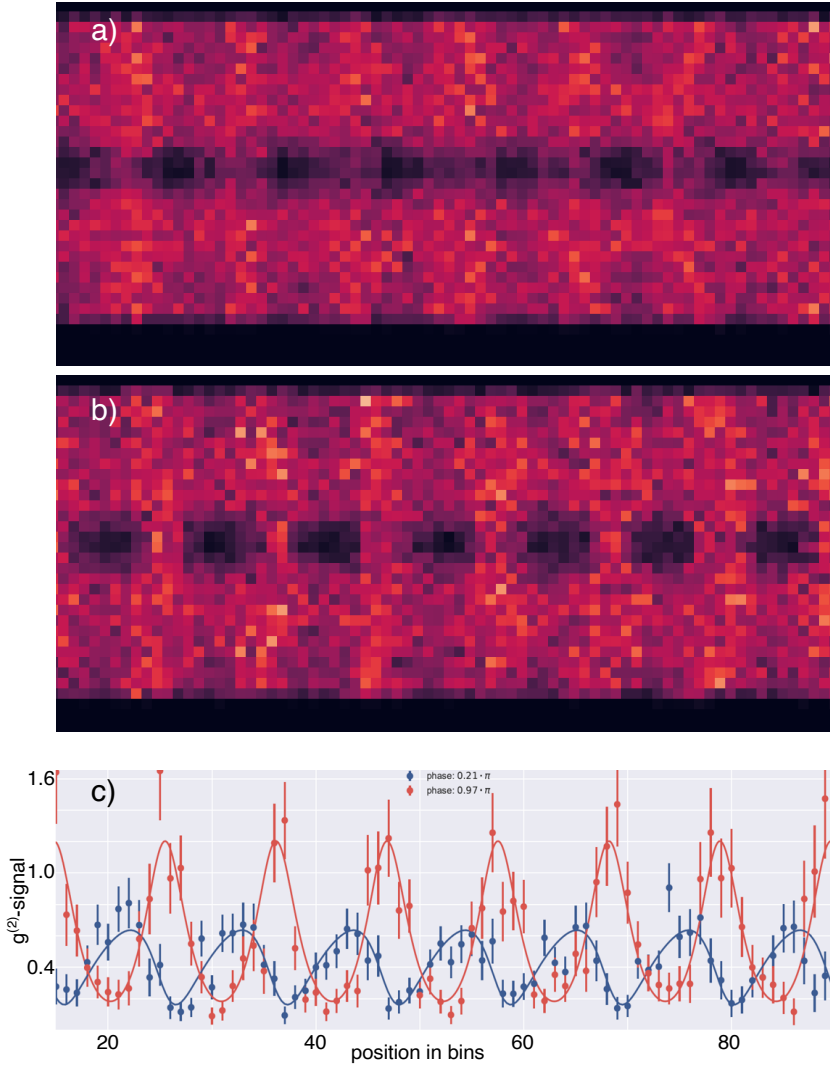 a)
b)
c)
phase: 0.21 · π
phase: 0.97 · π
1.6
1.0
0.4
g(2)-signal
20 40 60 80
position in bins